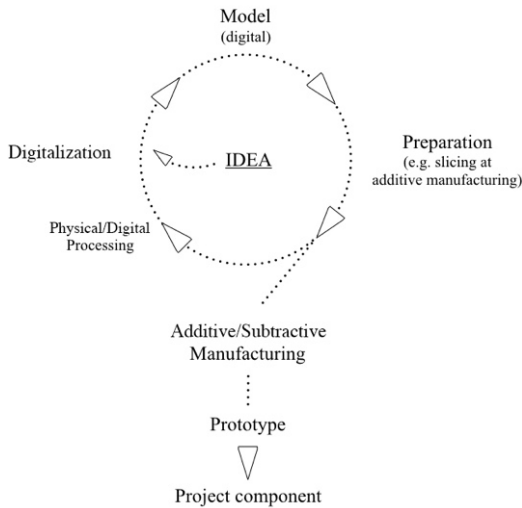 Model
(digital)
Preparation
(e.g. slicing at
additive manufacturing)
Digitalization
IDEA
Physical/Digital
Processing
Additive/Subtractive
Manufacturing
Prototype
Project component